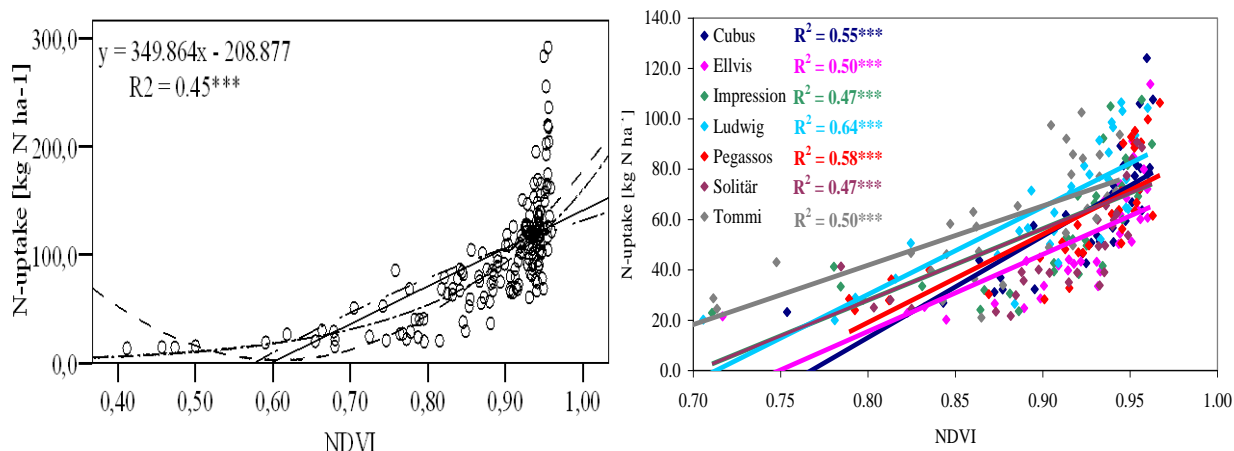 y = 349.864x - 208.877
R2 = 0.45***
N-uptake [kg N ha-1]
300,0
200,0
100,0
0,0
0,40 0,50 0,60 0,70 0,80 0,90 1,00
NDVI
140.0
120.0
100.0
80.0
60.0
40.0
20.0
0.0
N-uptake [kg N ha-]
Cubus R² = 0.55***
Ellvis R² = 0.50***
Impression R² = 0.47***
Ludwig R² = 0.64***
Pegassos R² = 0.58***
Solitär R² = 0.47***
Tommi R² = 0.50***
0.70 0.75 0.80 0.85 0.90 0.95 1.00
NDVI